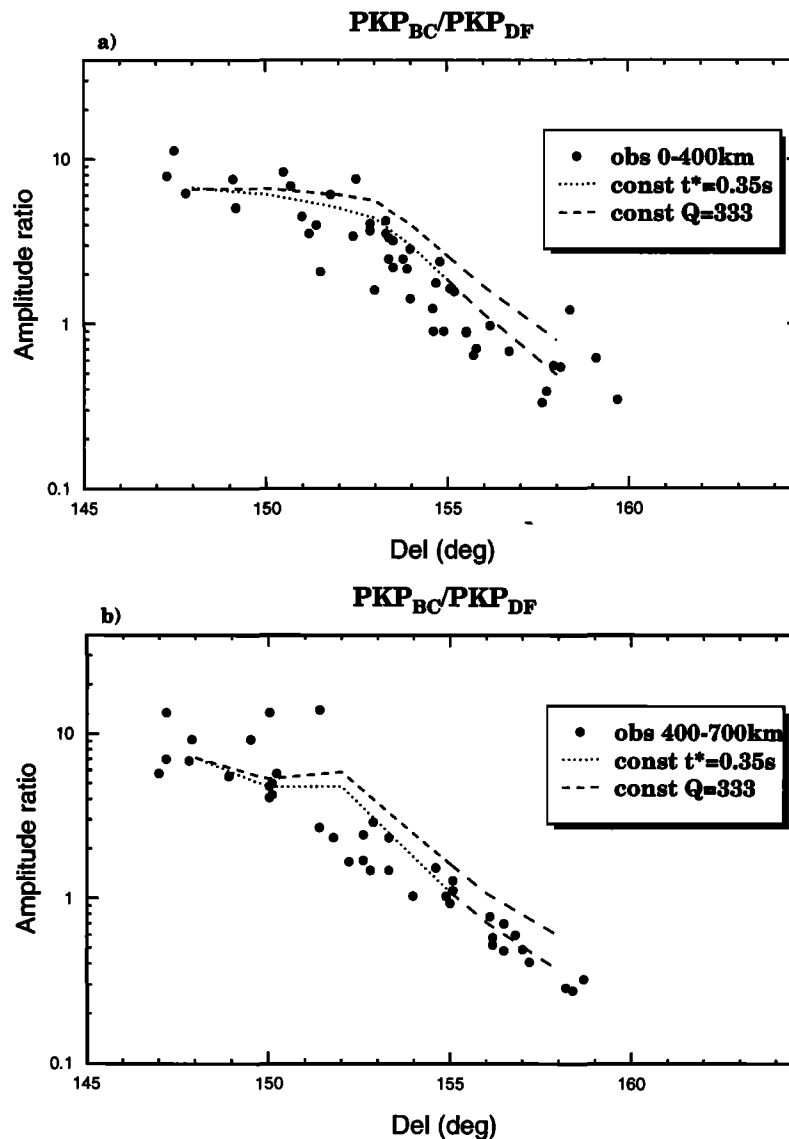 PKPBC/PKPDF
a)
10
1
0.1
Amplitude ratio
obs 0-400km
const t*=0.35s
const Q=333
145
150
155
160
Del (deg)
PKPBC/PKPDF
b)
10
1
0.1
Amplitude ratio
obs 400-700km
const t*=0.35s
const Q=333
145
150
155
160
Del (deg)